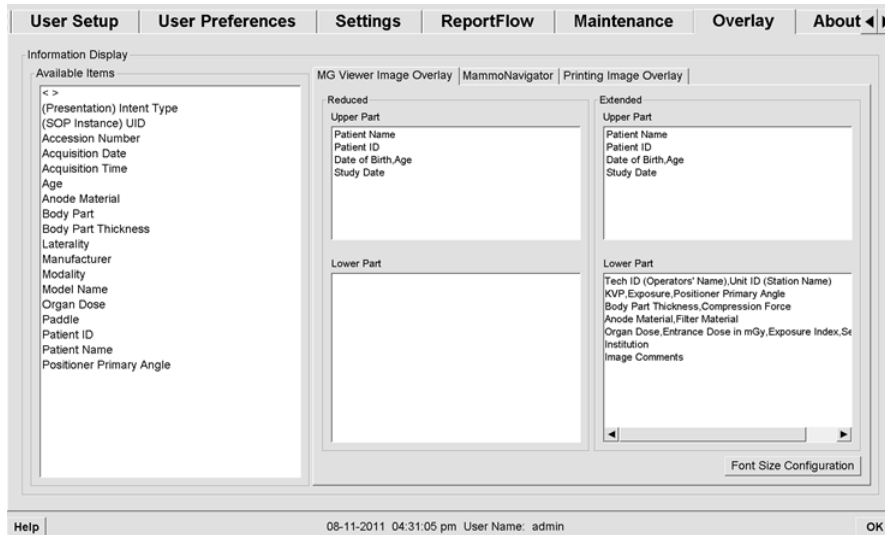 User Setup User Preferences Settings ReportFlow Maintenance Overlay About
Information Display
Available Items
< >
(Presentation) Intent Type
(SOP Instance) UID
Accession Number
Acquisition Date
Acquisition Time
Age
Anode Material
Body Part
Body Part Thickness
Laterality
Manufacturer
Modality
Model Name
Organ Dose
Paddle
Patient ID
Patient Name
Positioner Primary Angle
MG Viewer Image Overlay MammoNavigator Printing Image Overlay
Reduced
Upper Part
Patient Name
Patient ID
Date of Birth,Age
Study Date
Lower Part
Extended
Upper Part
Patient Name
Patient ID
Date of Birth,Age
Study Date
Lower Part
Tech ID (Operators' Name),Unit ID (Station Name)
KVP,Exposure,Positioner Primary Angle
Body Part Thickness,Compression Force
Anode Material,Filter Material
Organ Dose,Entrance Dose in mGy,Exposure Index,Se
Institution
Image Comments
Font Size Configuration
Help 08-11-2011 04:31:05 pm User Name: admin OK